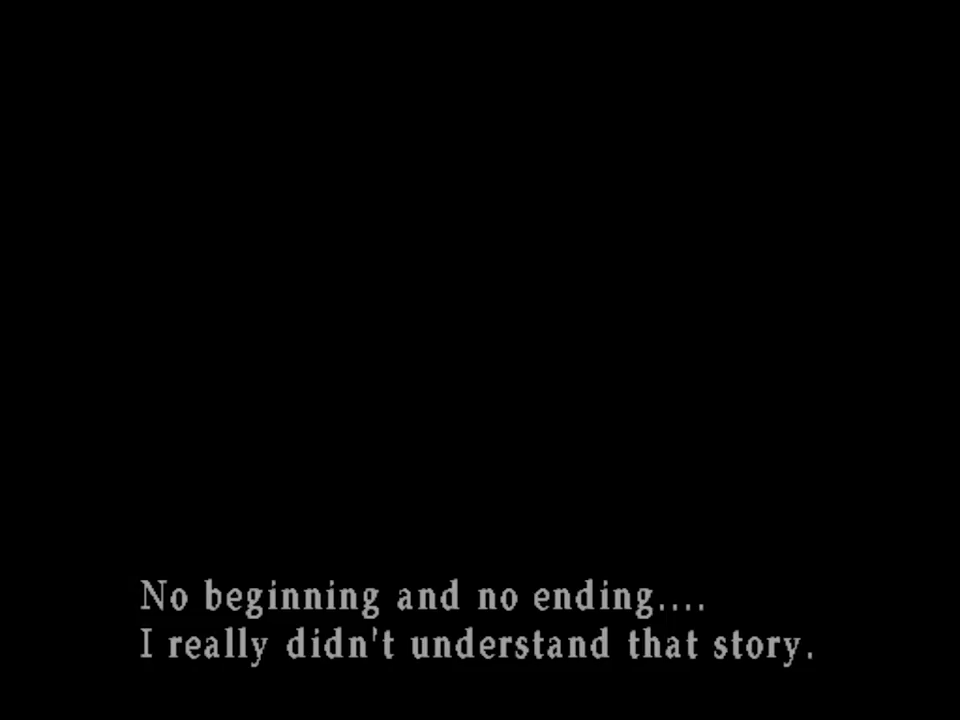 No beginning and no ending....
I really didn't understand that story.